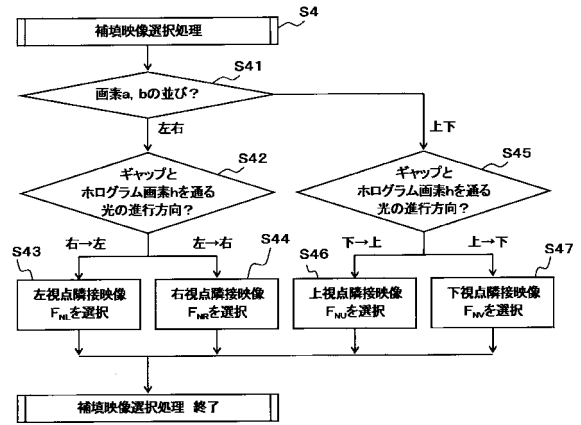 S4
補填映像選択処理
S41
画素a, bの並び？
左右
上下
S42
ギャップと
ホログラム画素hを通る
光の進行方向？
S45
ギャップと
ホログラム画素hを通る
光の進行方向？
右→左
左→右
下→上
上→下
S43
左視点隣接映像
FNLを選択
S44
右視点隣接映像
FNRを選択
S46
上視点隣接映像
FNUを選択
S47
下視点隣接映像
FNVを選択
補填映像選択処理 終了